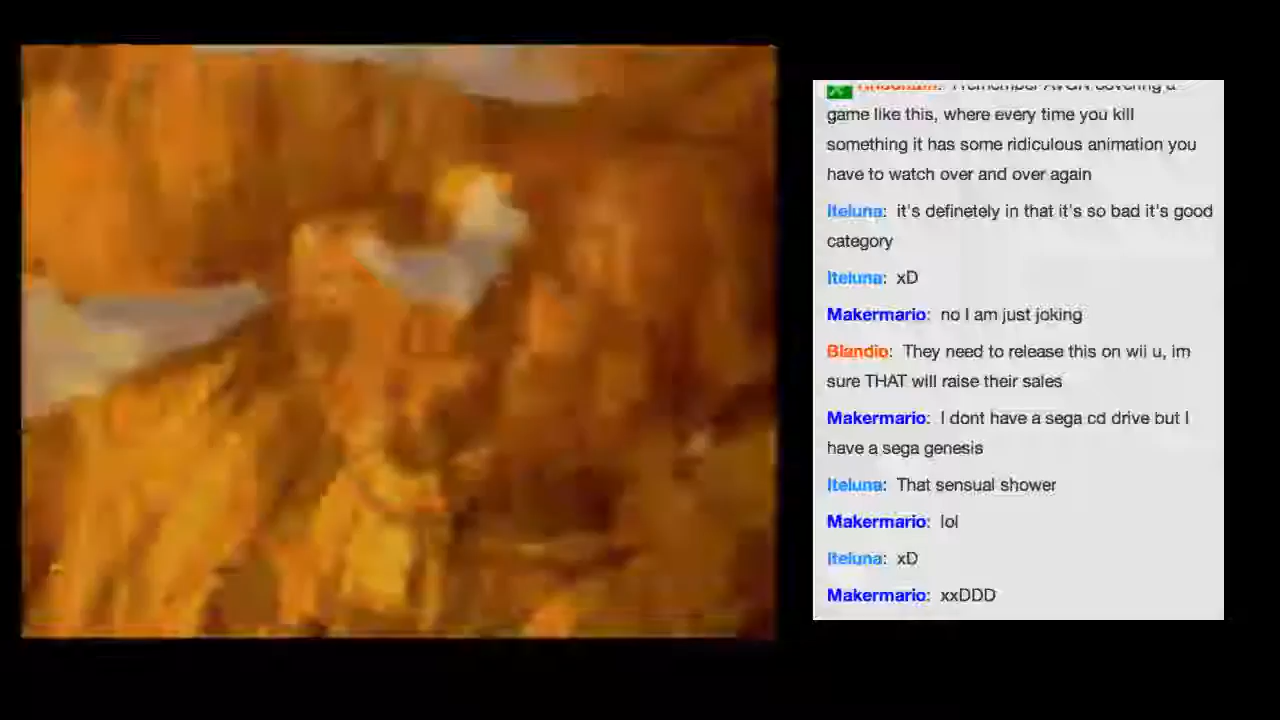 I remember AVGN covering a
game like this, where every time you kill
something it has some ridiculous animation you
have to watch over and over again
Iteluna: it's definetely in that it's so bad it's good
category
Iteluna: xD
Makermario: no I am just joking
Blandio: They need to release this on wii u, im
sure THAT will raise their sales
Makermario: I dont have a sega cd drive but I
have a sega genesis
Iteluna: That sensual shower
Makermario: lol
Iteluna: xD
Makermario: xxDDD